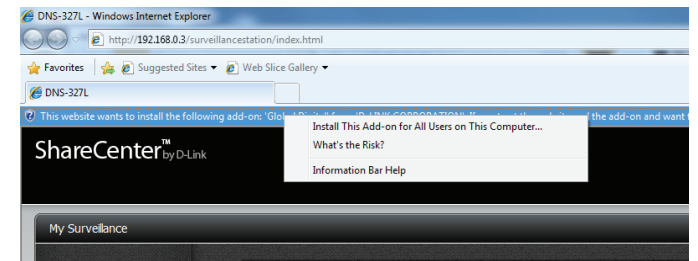 DNS-327L - Windows Internet Explorer
http://192.168.0.3/surveillancestation/index.html
Favorites Suggested Sites Web Slice Gallery
DNS-327L
This website wants to install the following add-on: the add-on and want
Install This Add-on for All Users on This Computer...
What's the Risk?
Information Bar Help
ShareCenter™ by D-Link
My Surveillance